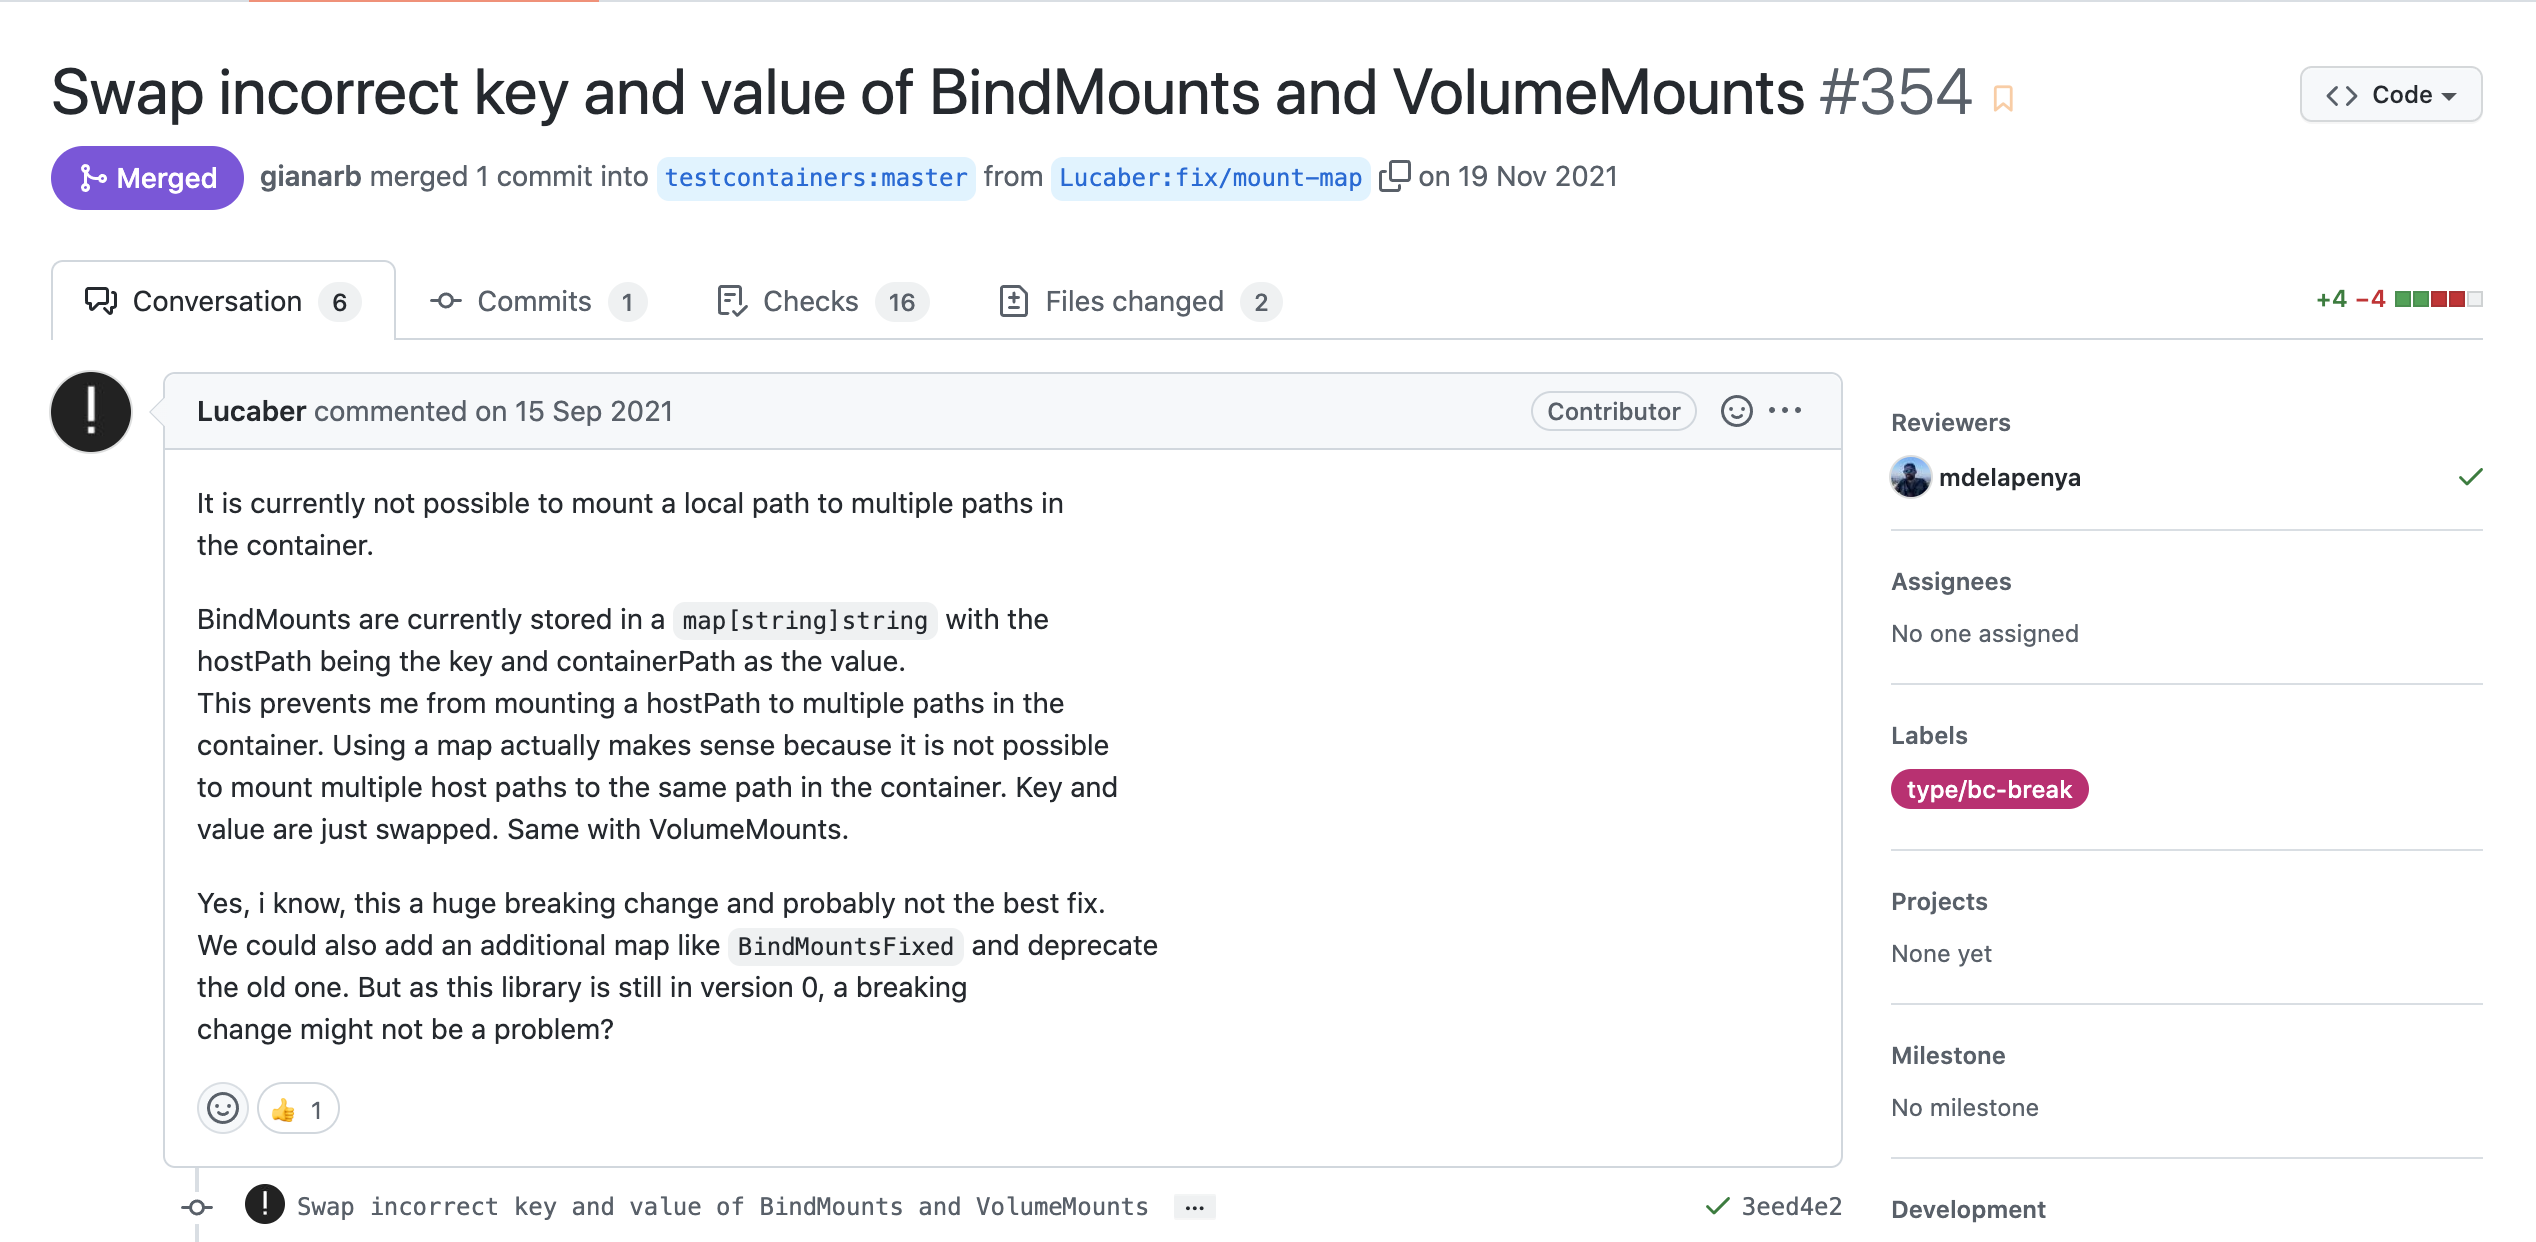 Swap incorrect key and value of BindMounts and VolumeMounts #354
Code
Merged gianarb merged 1 commit into testcontainers:master from Lucaber:fix/mount-map on 19 Nov 2021
Conversation 6 Commits 1 Checks 16 Files changed 2 +4 −4
Lucaber commented on 15 Sep 2021 Contributor
It is currently not possible to mount a local path to multiple paths in
the container.
BindMounts are currently stored in a map[string]string with the
hostPath being the key and containerPath as the value.
This prevents me from mounting a hostPath to multiple paths in the
container. Using a map actually makes sense because it is not possible
to mount multiple host paths to the same path in the container. Key and
value are just swapped. Same with VolumeMounts.
Yes, i know, this a huge breaking change and probably not the best fix.
We could also add an additional map like BindMountsFixed and deprecate
the old one. But as this library is still in version 0, a breaking
change might not be a problem?
👍 1
Swap incorrect key and value of BindMounts and VolumeMounts ... 3eed4e2
Reviewers
mdelapenya
Assignees
No one assigned
Labels
type/bc-break
Projects
None yet
Milestone
No milestone
Development